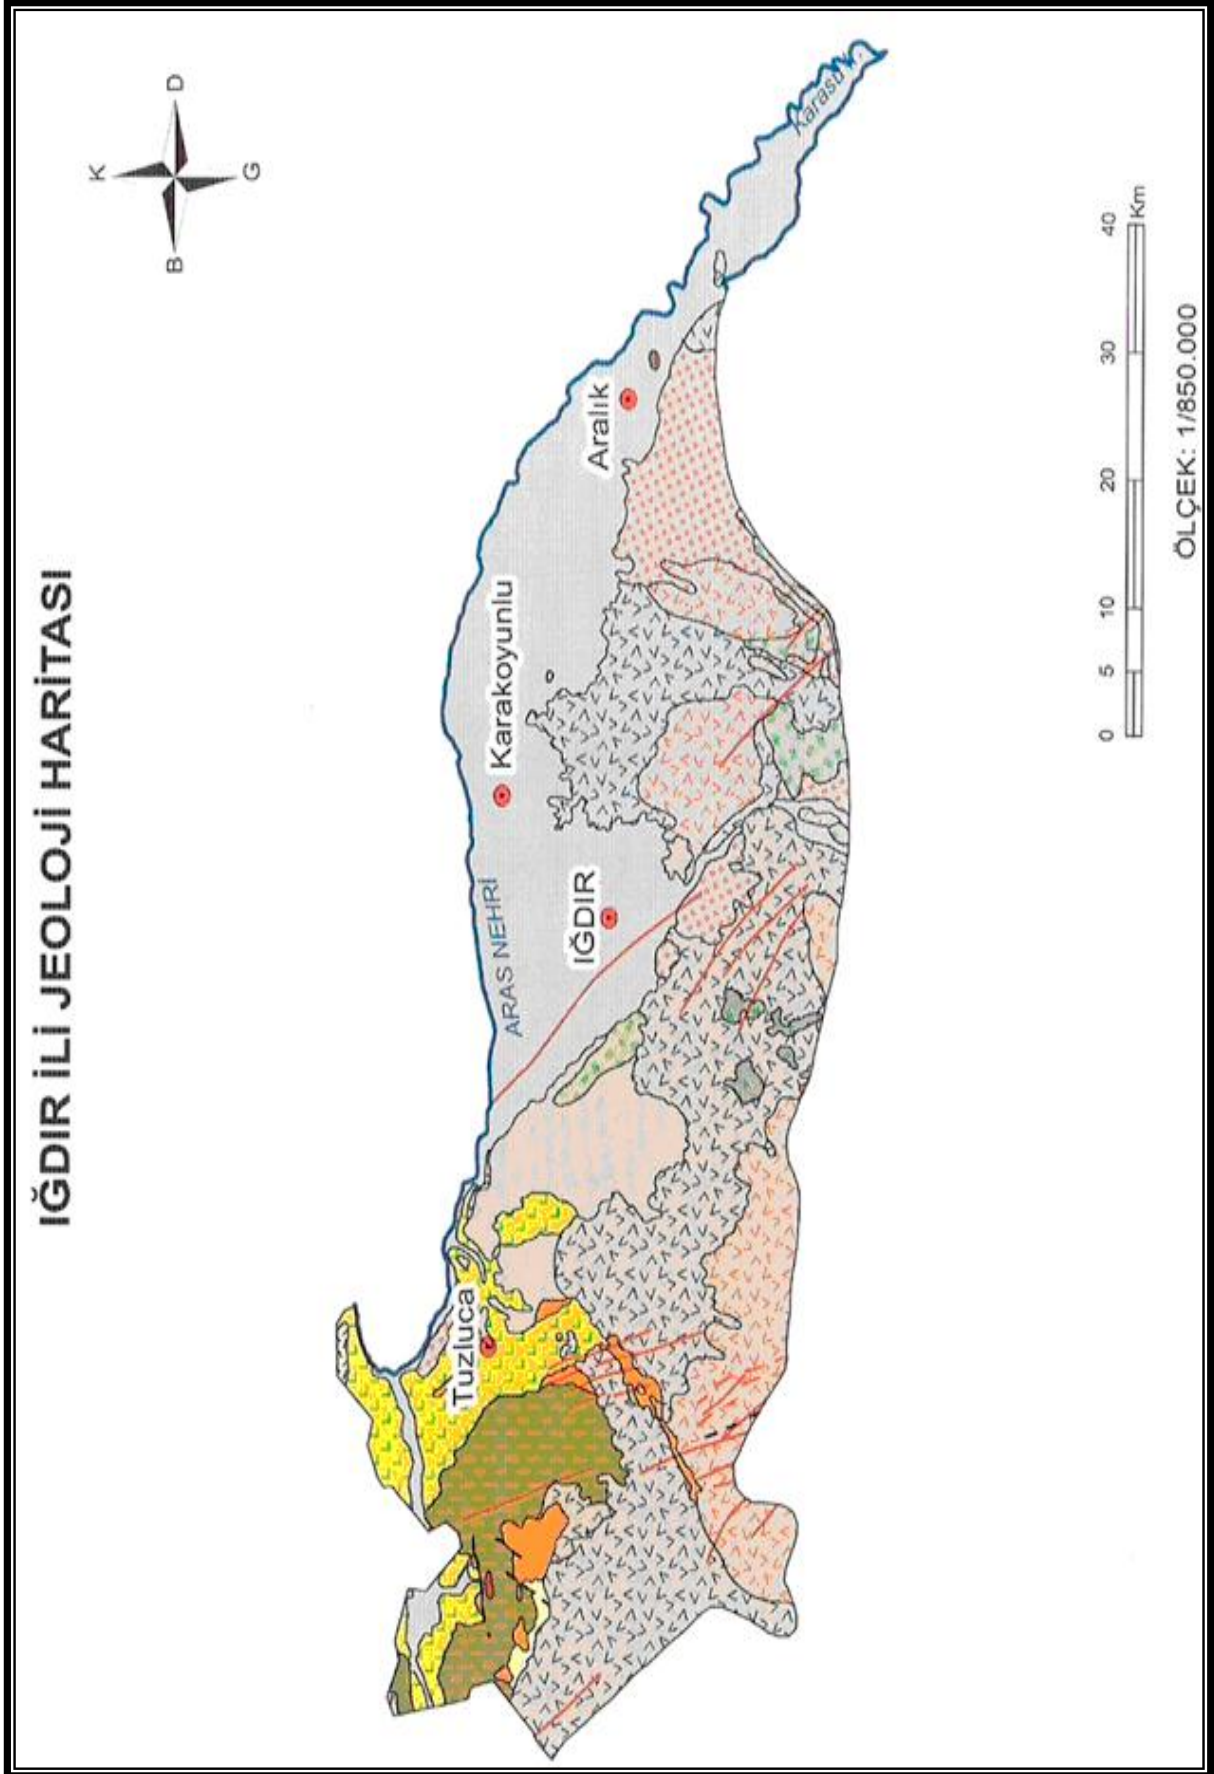 IĞDIR İLİ JEOLOJİ HARİTASI
K
B
D
G
Karasu
Aralık
Karakoyunlu
ARAS NEHRİ
IĞDIR
Tuzluca
0 5 10 20 30 40
Km
ÖLÇEK: 1/850.000